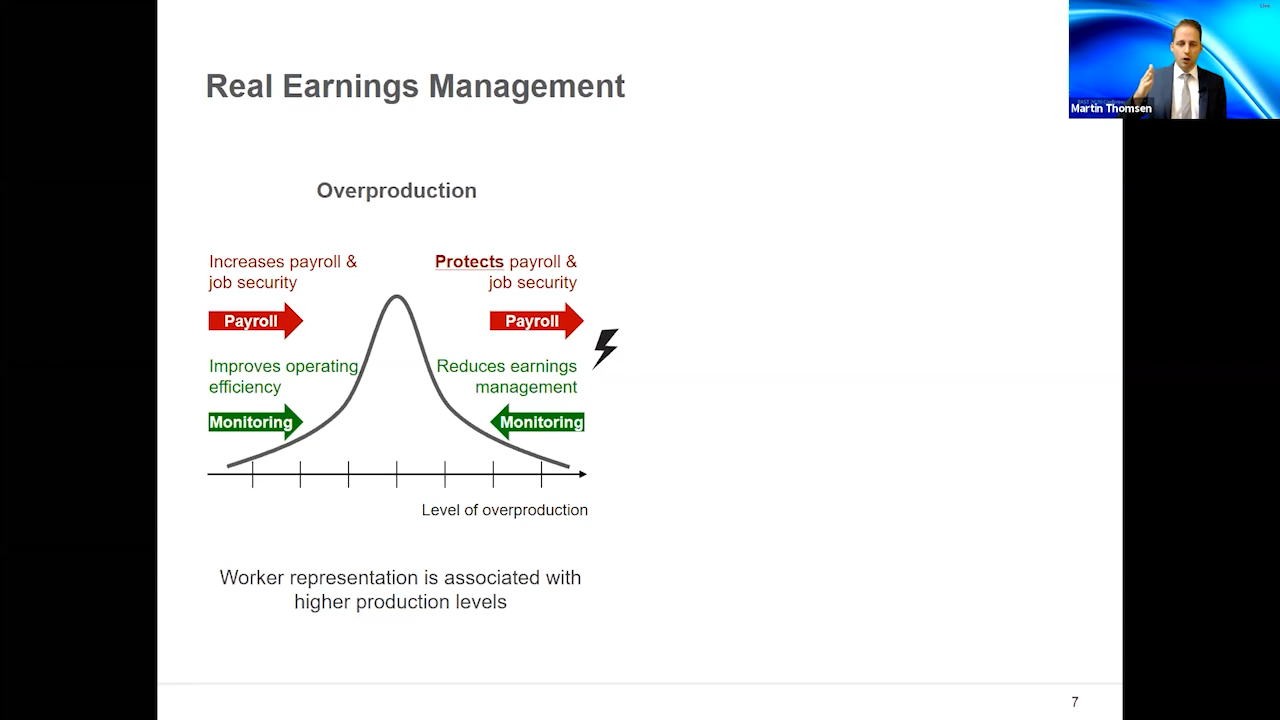 Live
Real Earnings Management
Martin Thomsen
Overproduction
Increases payroll &
job security
Protects payroll &
job security
Payroll
Payroll
Improves operating
efficiency
Reduces earnings
management
Monitoring
Monitoring
Level of overproduction
Worker representation is associated with
higher production levels
7